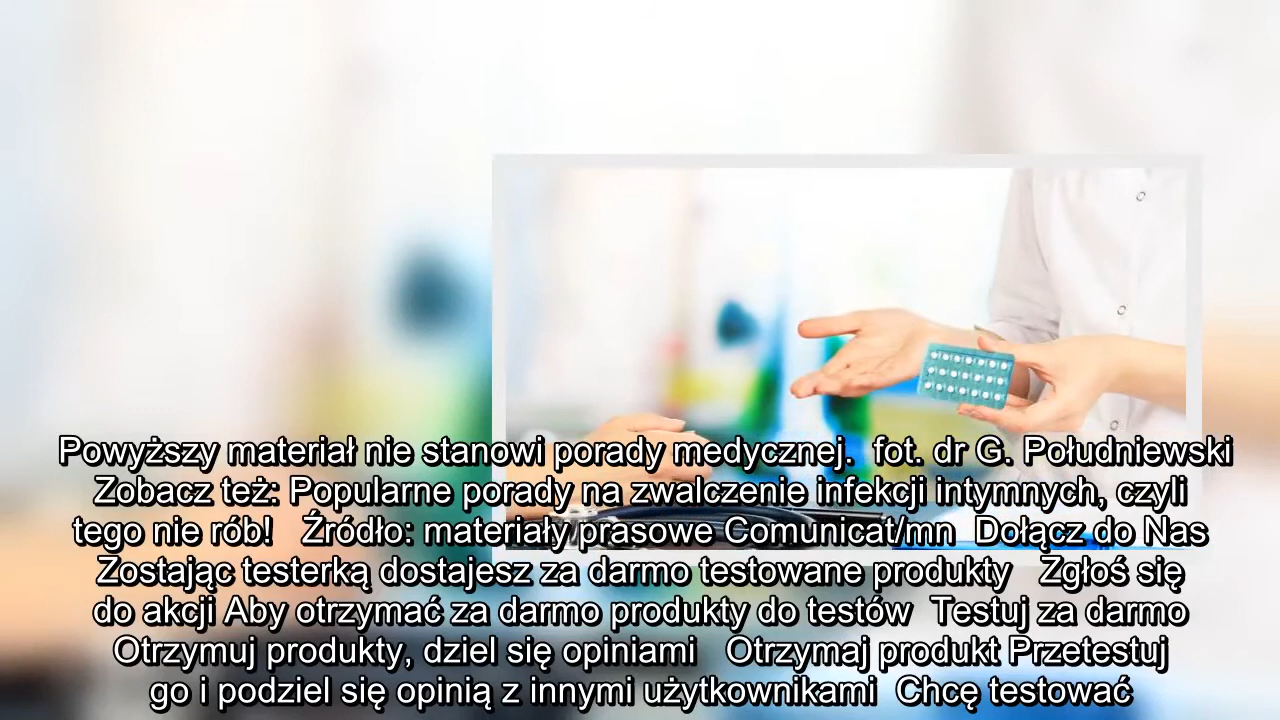 Powyższy materiał nie stanowi porady medycznej.  fot. dr G. Południewski
Zobacz też: Popularne porady na zwalczenie infekcji intymnych, czyli
tego nie rób!   Źródło: materiały prasowe Comunicat/mn  Dołącz do Nas
Zostając testerką dostajesz za darmo testowane produkty   Zgłoś się
do akcji Aby otrzymać za darmo produkty do testów  Testuj za darmo
Otrzymuj produkty, dziel się opiniami   Otrzymaj produkt Przetestuj
go i podziel się opinią z innymi użytkownikami  Chcę testować